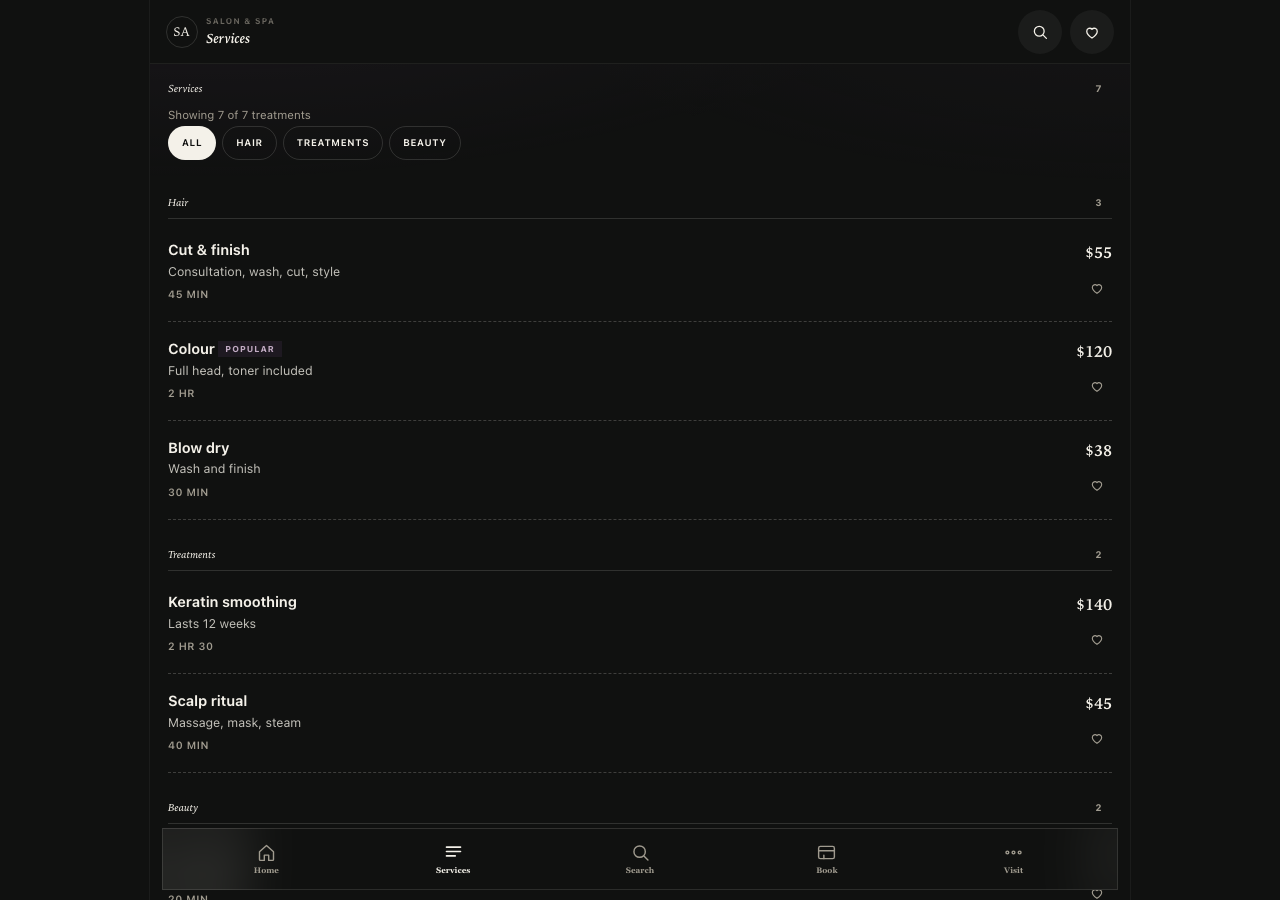 SA
SALON & SPA
Services
Services 7
Showing 7 of 7 treatments
ALL HAIR TREATMENTS BEAUTY
Hair 3
Cut & finish $55
Consultation, wash, cut, style
45 MIN
Colour POPULAR $120
Full head, toner included
2 HR
Blow dry $38
Wash and finish
30 MIN
Treatments 2
Keratin smoothing $140
Lasts 12 weeks
2 HR 30
Scalp ritual $45
Massage, mask, steam
40 MIN
Beauty 2
Home Services Search Book Visit
20 MIN